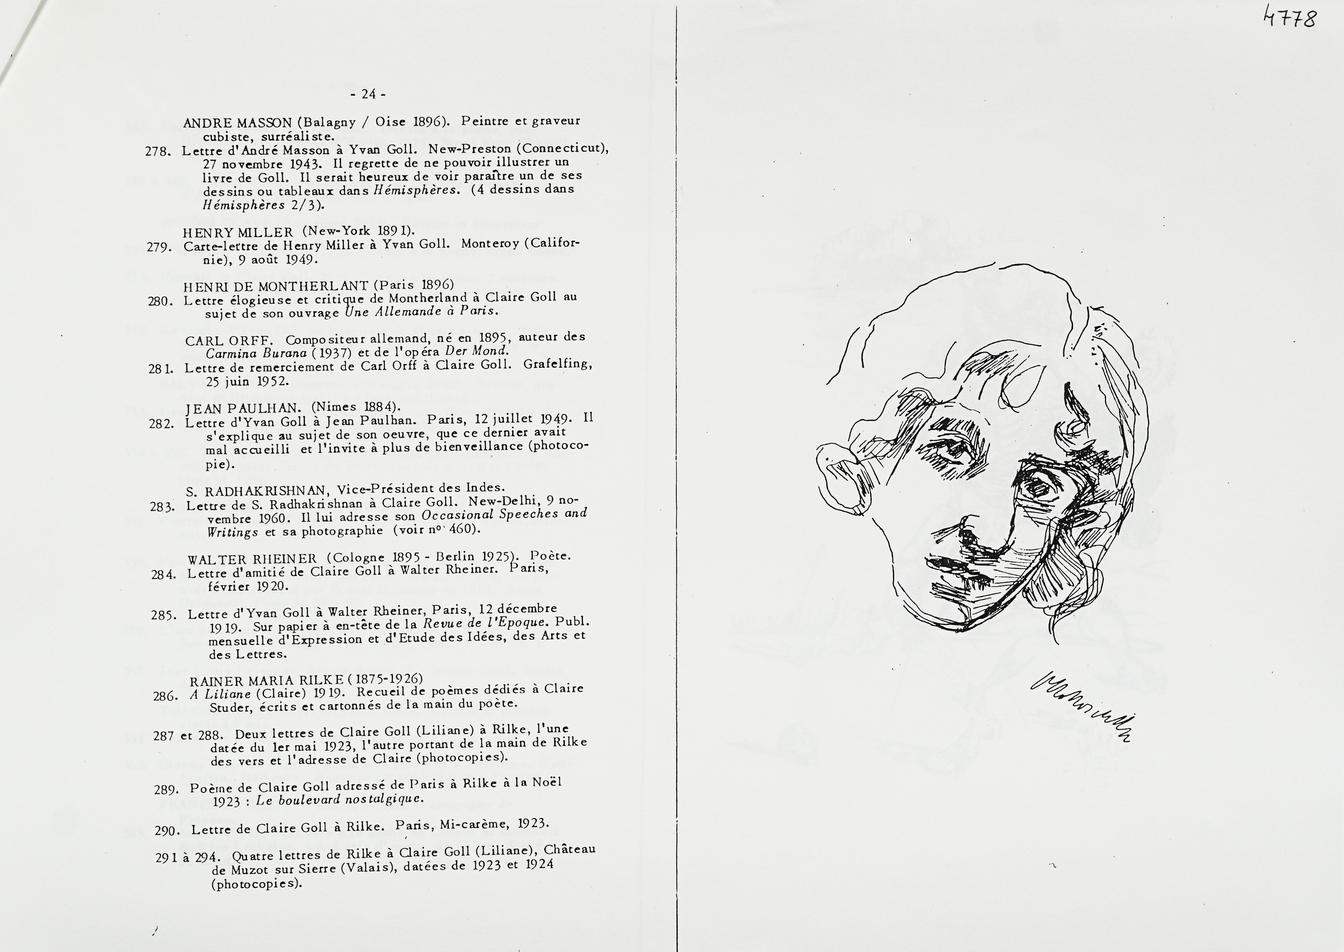 - 24 -
ANDRE MASSON (Balagny / Oise 1896). Peintre et graveur
cubiste, surréaliste.
278. Lettre d'André Masson à Yvan Goll. New-Preston (Connecticut),
27 novembre 1943. Il regrette de ne pouvoir illustrer un
livre de Goll. Il serait heureux de voir paraître un de ses
dessins ou tableaux dans Hémisphères. (4 dessins dans
Hémisphères 2/3).
HENRY MILLER (New-York 1891).
279. Carte-lettre de Henry Miller à Yvan Goll. Monteroy (Califor-
nie), 9 août 1949.
HENRI DE MONTHERLANT (Paris 1896)
280. Lettre élogieuse et critique de Montherland à Claire Goll au
sujet de son ouvrage Une Allemande à Paris.
CARL ORFF. Compositeur allemand, né en 1895, auteur des
Carmina Burana (1937) et de l'opéra Der Mond.
281. Lettre de remerciement de Carl Orff à Claire Goll. Grafelfing,
25 juin 1952.
JEAN PAULHAN. (Nimes 1884).
282. Lettre d'Yvan Goll à Jean Paulhan. Paris, 12 juillet 1949. Il
s'explique au sujet de son oeuvre, que ce dernier avait
mal accueilli et l'invite à plus de bienveillance (photoco-
pie).
S. RADHAKRISHNAN, Vice-Président des Indes.
283. Lettre de S. Radhakrishnan à Claire Goll. New-Delhi, 9 no-
vembre 1960. Il lui adresse son Occasional Speeches and
Writings et sa photographie (voir nº 460).
WALTER RHEINER (Cologne 1895 - Berlin 1925). Poète.
284. Lettre d'amitié de Claire Goll à Walter Rheiner. Paris,
février 1920.
285. Lettre d'Yvan Goll à Walter Rheiner, Paris, 12 décembre
1919. Sur papier à en-tête de la Revue de l'Epoque. Publ.
mensuelle d'Expression et d'Etude des Idées, des Arts et
des Lettres.
RAINER MARIA RILKE (1875-1926)
286. A Liliane (Claire) 1919. Recueil de poèmes dédiés à Claire
Studer, écrits et cartonnés de la main du poète.
287 et 288. Deux lettres de Claire Goll (Liliane) à Rilke, l'une
datée du 1er mai 1923, l'autre portant de la main de Rilke
des vers et l'adresse de Claire (photocopies).
289. Poème de Claire Goll adressé de Paris à Rilke à la Noël
1923 : Le boulevard nostalgique.
290. Lettre de Claire Goll à Rilke. Paris, Mi-carème, 1923.
291 à 294. Quatre lettres de Rilke à Claire Goll (Liliane), Château
de Muzot sur Sierre (Valais), datées de 1923 et 1924
(photocopies).
4778